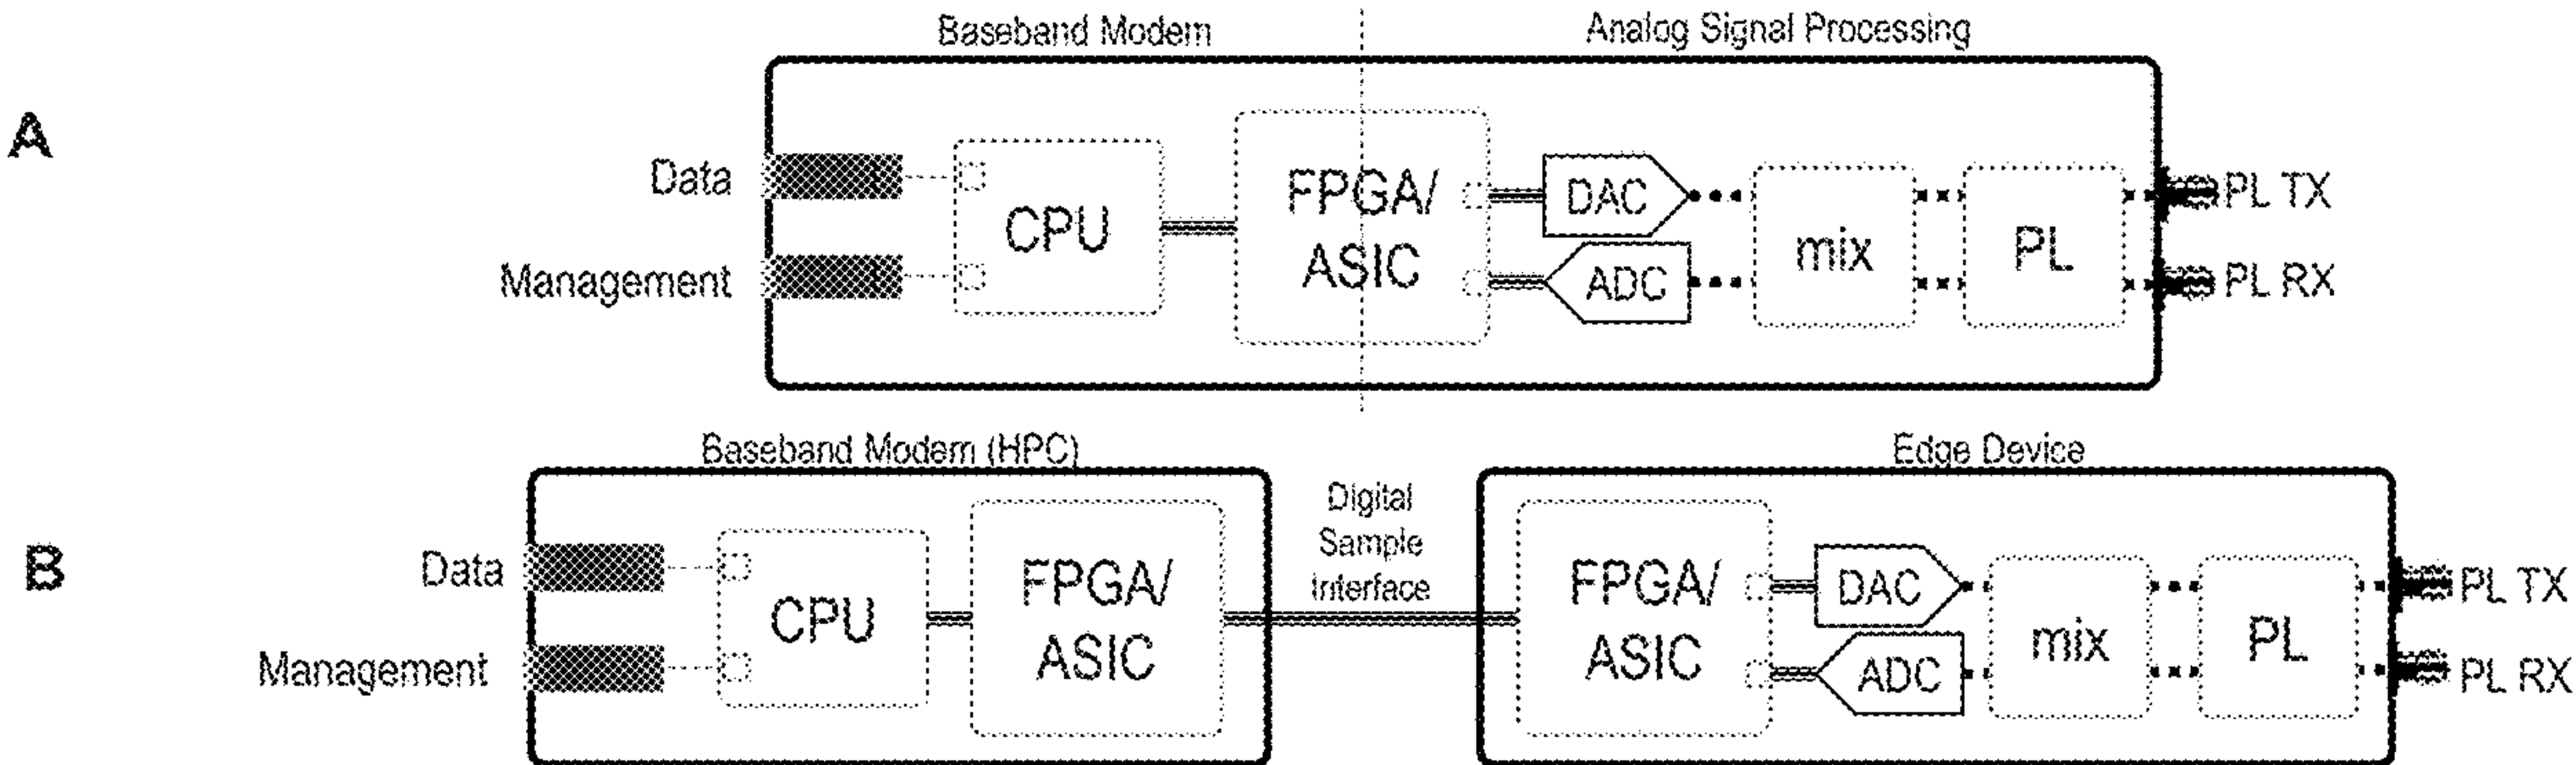 Baseband Modem
Analog Signal Processing
A
Data
Management
CPU
FPGA/
ASIC
DAC
ADC
mix
PL
PL TX
PL RX
Baseband Modem (HPC)
Edge Device
B
Data
Management
CPU
FPGA/
ASIC
Digital
Sample
Interface
FPGA/
ASIC
DAC
ADC
mix
PL
PL TX
PL RX